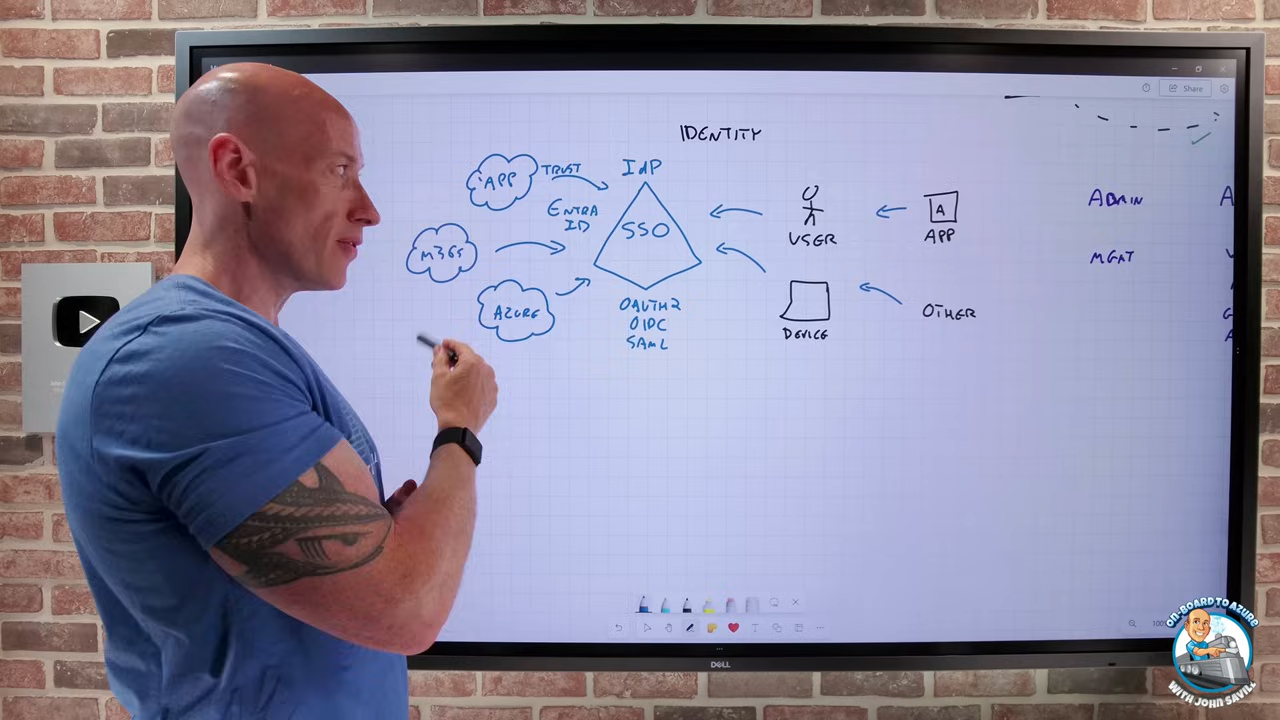 Share
IDENTITY
APP
TRUST
IdP
ENTRA
ID
SSO
M365
AZURE
OAUTH2
OIDC
SAML
USER
APP
A
DEVICE
OTHER
ADMIN
A
MGMT
DELL
ON-BOARD TO AZURE
WITH JOHN SAVILL